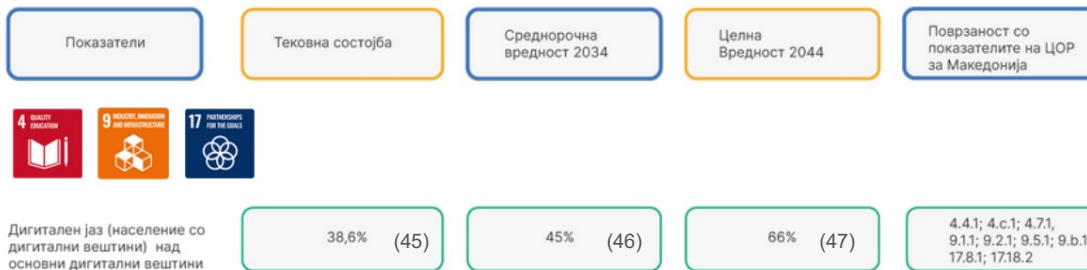 Показатели
Тековна состојба
Среднорочна
вредност 2034
Целна
Вредност 2044
Поврзаност со
показателите на ЦОР
за Македонија
4 QUALITY
EDUCATION
9 INDUSTRY, INNOVATION
AND INFRASTRUCTURE
17 PARTNERSHIPS
FOR THE GOALS
Дигитален јаз (население со
дигитални вештини) над
основни дигитални вештини
38,6% (45)
45% (46)
66% (47)
4.4.1; 4.c.1; 4.7.1,
9.1.1; 9.2.1; 9.5.1; 9.b.1
17.8.1; 17.18.2